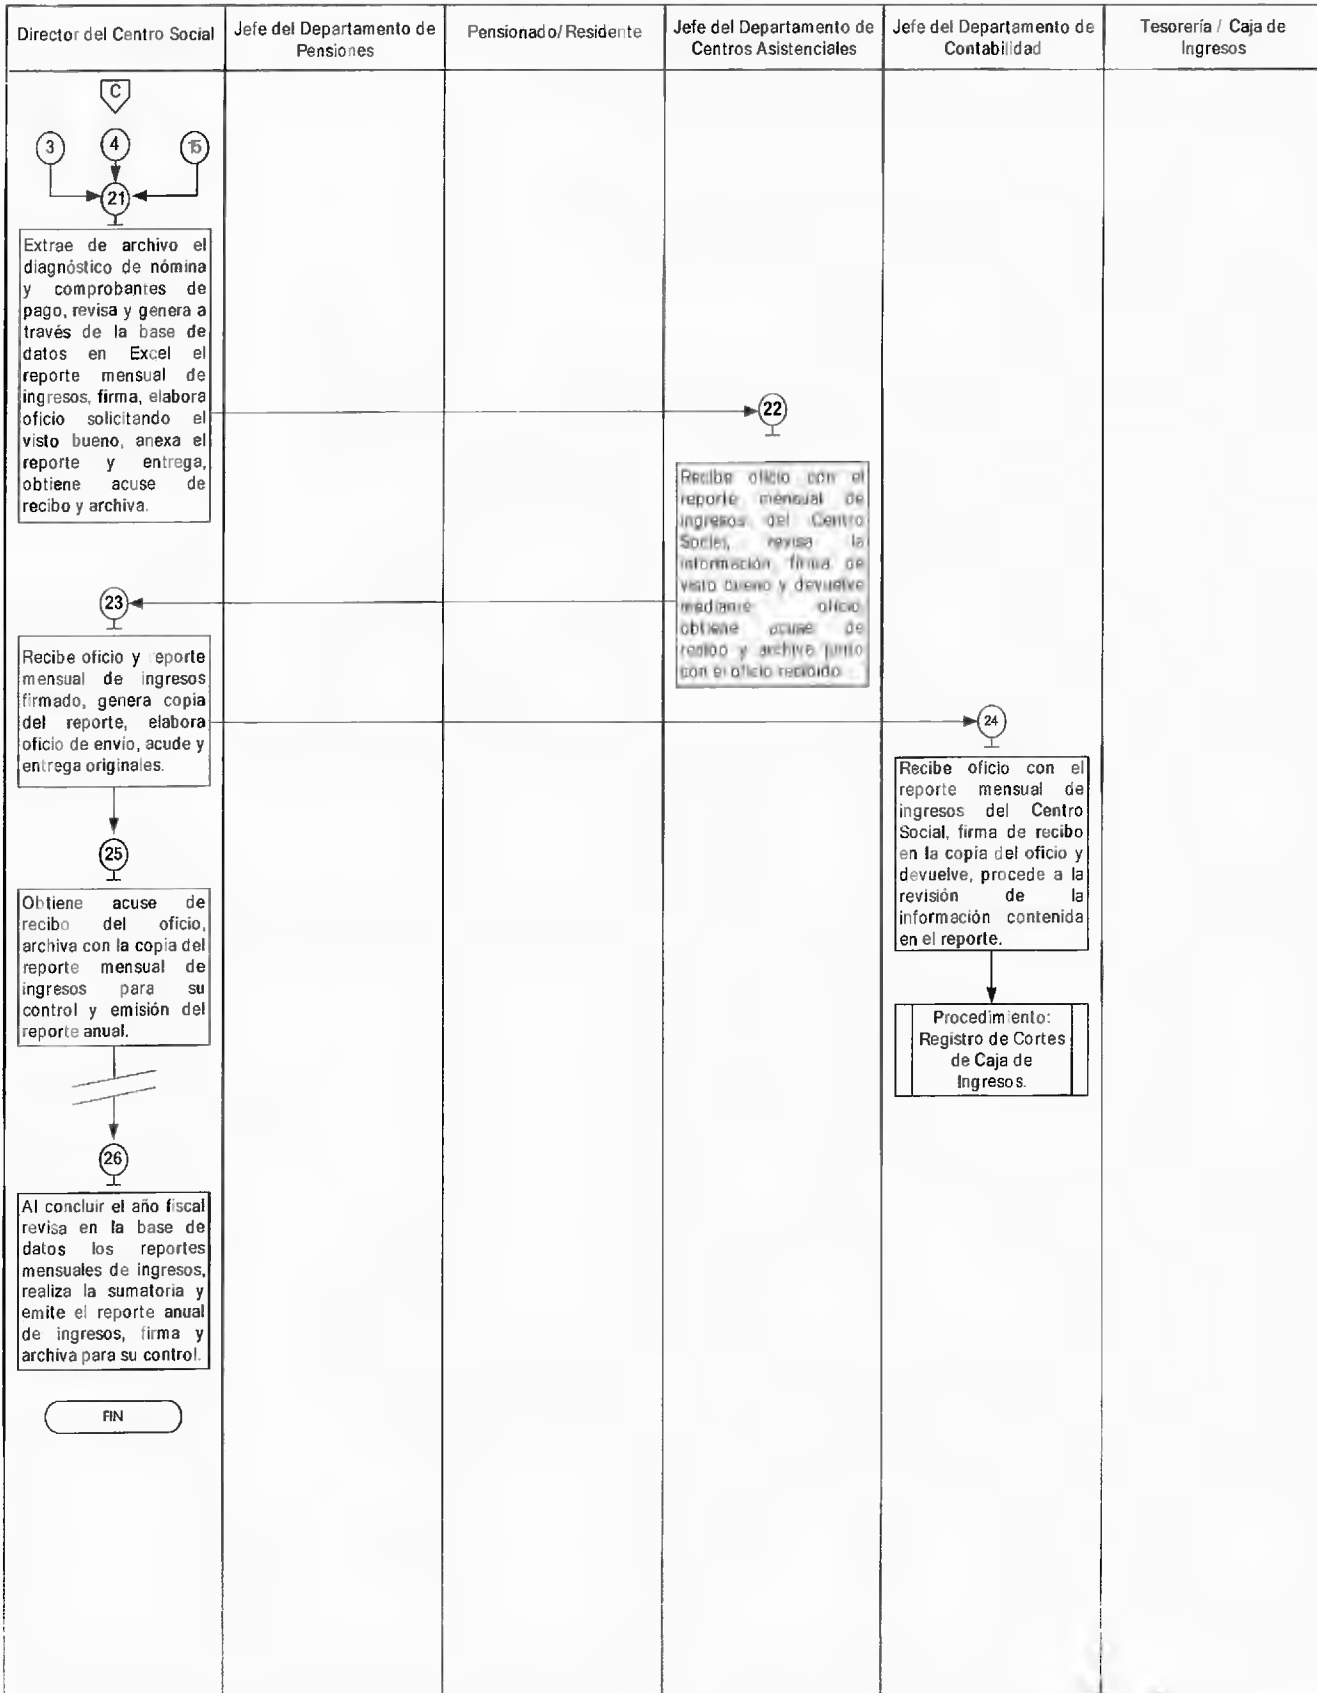 Director del Centro Social
Jefe del Departamento de
Pensiones
Pensionado/Residente
Jefe del Departamento de
Centros Asistenciales
Jefe del Departamento de
Contabilidad
Tesorería / Caja de
Ingresos
C
3
4
15
21
Extrae de archivo el
diagnóstico de nómina
y comprobantes de
pago, revisa y genera a
través de la base de
datos en Excel el
reporte mensual de
ingresos, firma, elabora
oficio solicitando el
visto bueno, anexa el
reporte y entrega,
obtiene acuse de
recibo y archiva.
22
Recibe oficio con el
reporte mensual de
ingresos del Centro
Social, revisa la
información, firma de
visto bueno y devuelve
mediante oficio,
obtiene acuse de
recibo y archiva junto
con el oficio recibido.
23
Recibe oficio y reporte
mensual de ingresos
firmado, genera copia
del reporte, elabora
oficio de envío, acude y
entrega originales.
24
Recibe oficio con el
reporte mensual de
ingresos del Centro
Social, firma de recibo
en la copia del oficio y
devuelve, procede a la
revisión de la
información contenida
en el reporte.
Procedimiento:
Registro de Cortes
de Caja de
Ingresos.
25
Obtiene acuse de
recibo del oficio,
archiva con la copia del
reporte mensual de
ingresos para su
control y emisión del
reporte anual.
26
Al concluir el año fiscal
revisa en la base de
datos los reportes
mensuales de ingresos,
realiza la sumatoria y
emite el reporte anual
de ingresos, firma y
archiva para su control.
FIN